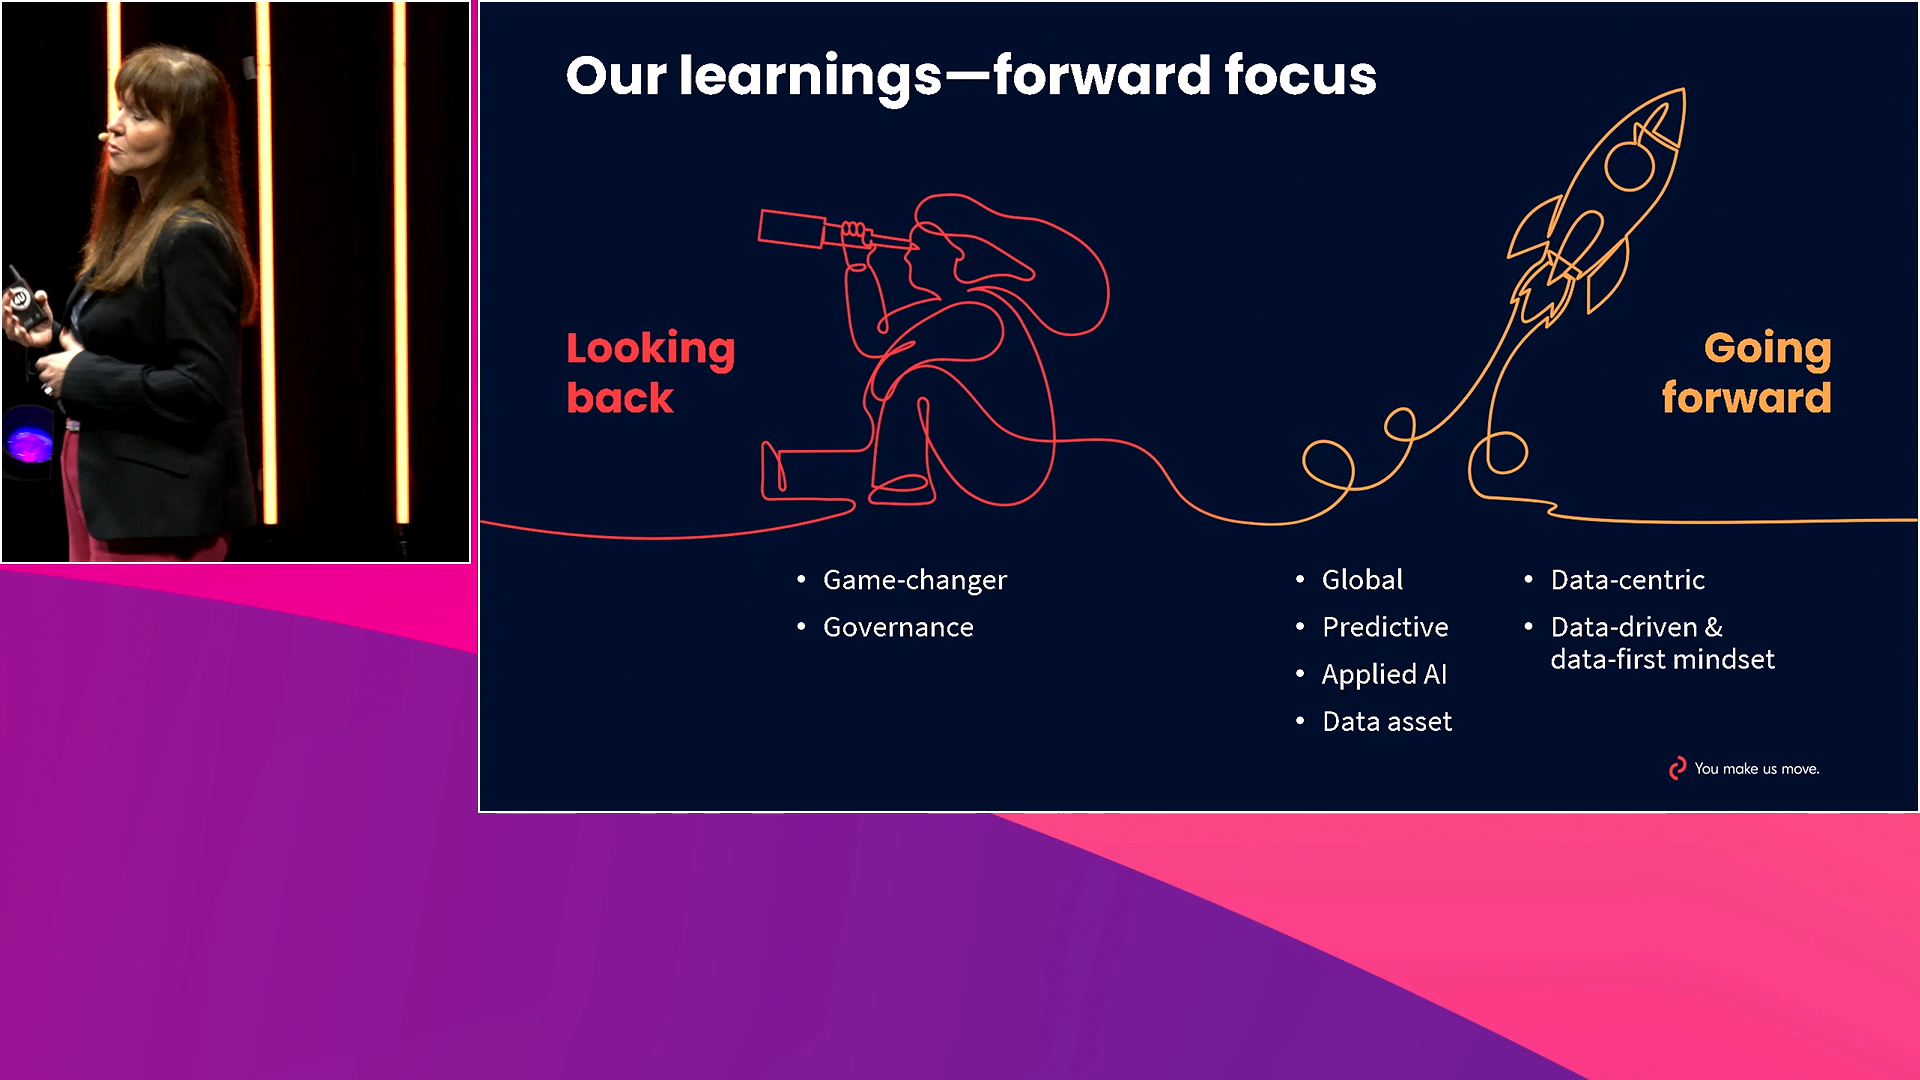 Our learnings—forward focus
Looking
back
Going
forward
• Game-changer
• Governance
• Global
• Predictive
• Applied AI
• Data asset
• Data-centric
• Data-driven &
data-first mindset
You make us move.
4U